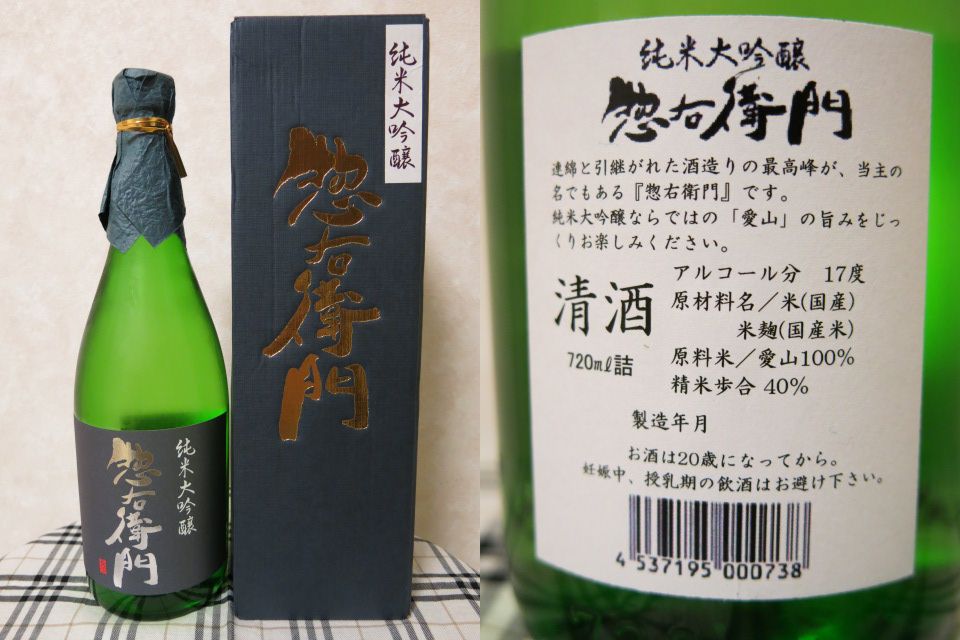 純米大吟醸
惣右衛門
純米大吟醸
惣右衛門
純米大吟醸
惣右衛門
連綿と引継がれた酒造りの最高峰が、当主の
名でもある『惣右衛門』です。
純米大吟醸ならではの「愛山」の旨みをじっ
くりお楽しみください。
清酒
720mℓ詰
アルコール分 17度
原材料名／米(国産)
米麹(国産米)
原料米／愛山100%
精米歩合 40%
製造年月
お酒は20歳になってから。
妊娠中、授乳期の飲酒はお避け下さい。
4 537195 000738